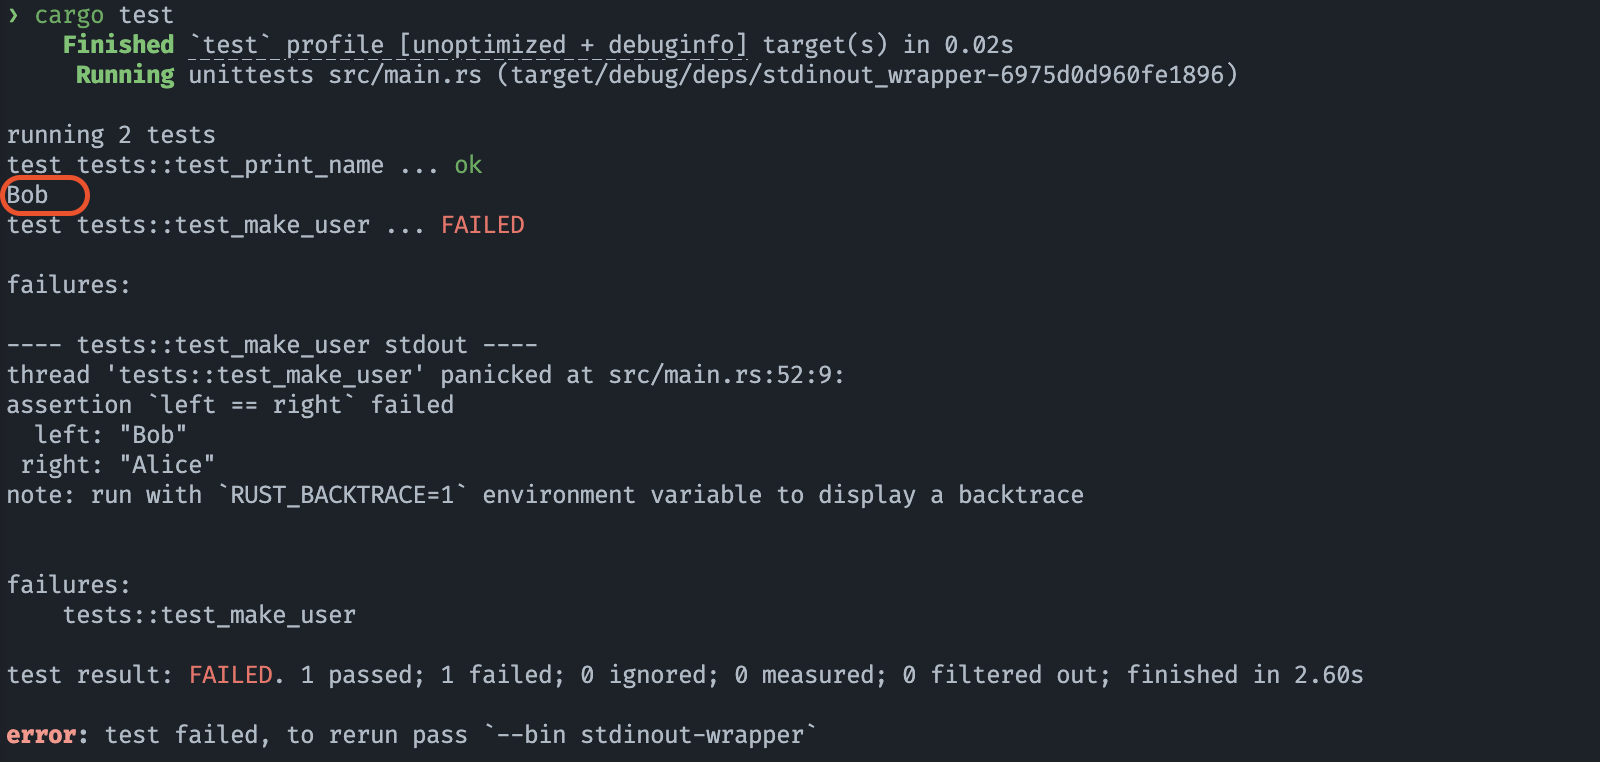 ❯ cargo test
    Finished `test` profile [unoptimized + debuginfo] target(s) in 0.02s
     Running unittests src/main.rs (target/debug/deps/stdinout_wrapper-6975d0d960fe1896)
running 2 tests
test tests::test_print_name ... ok
Bob
test tests::test_make_user ... FAILED
failures:
---- tests::test_make_user stdout ----
thread 'tests::test_make_user' panicked at src/main.rs:52:9:
assertion `left == right` failed
  left: "Bob"
 right: "Alice"
note: run with `RUST_BACKTRACE=1` environment variable to display a backtrace
failures:
    tests::test_make_user
test result: FAILED. 1 passed; 1 failed; 0 ignored; 0 measured; 0 filtered out; finished in 2.60s
error: test failed, to rerun pass `--bin stdinout-wrapper`